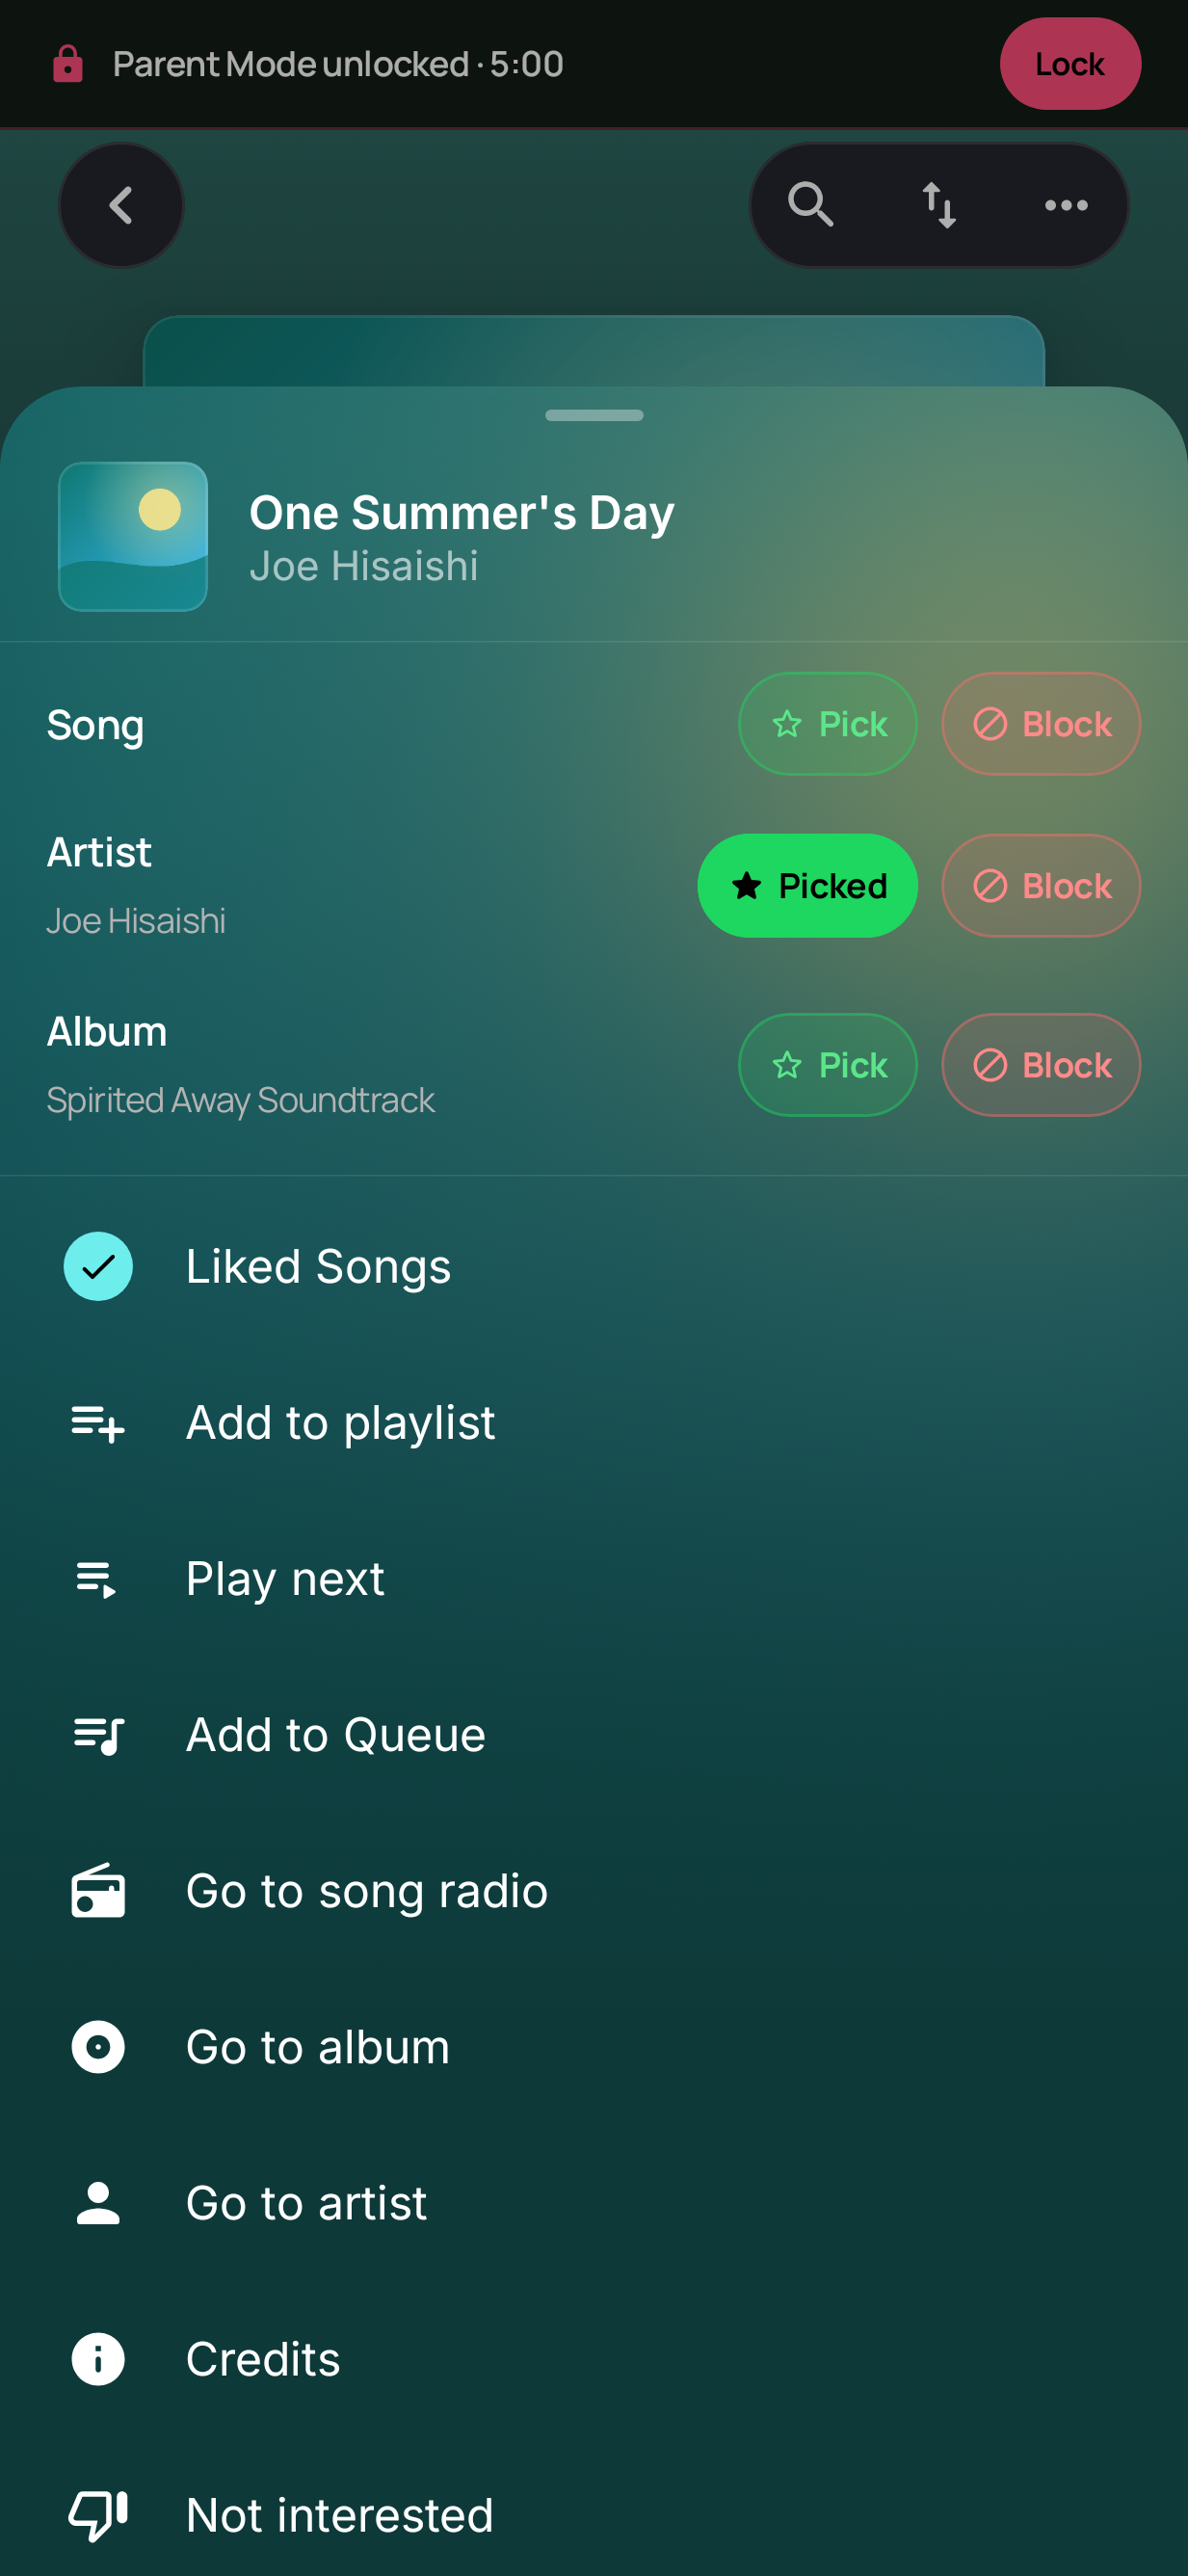 Parent Mode unlocked · 5:00
Lock
One Summer's Day
Joe Hisaishi
Song
Pick
Block
Artist
Joe Hisaishi
Picked
Block
Album
Spirited Away Soundtrack
Pick
Block
Liked Songs
Add to playlist
Play next
Add to Queue
Go to song radio
Go to album
Go to artist
Credits
Not interested